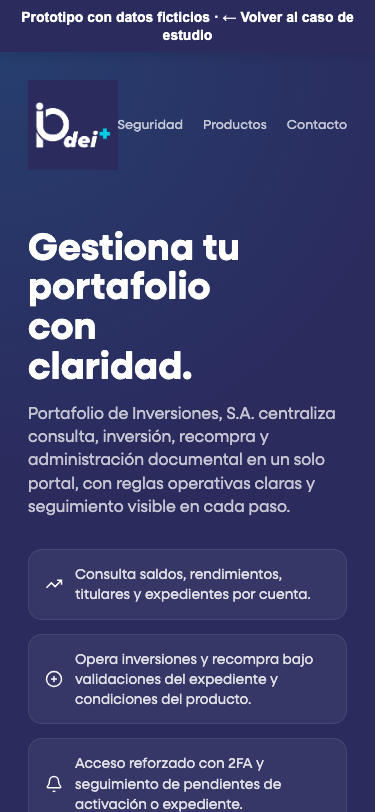 Prototipo con datos ficticios · ← Volver al caso de
estudio
pdei+
Seguridad
Productos
Contacto
Gestiona tu
portafolio
con
claridad.
Portafolio de Inversiones, S.A. centraliza
consulta, inversión, recompra y
administración documental en un solo
portal, con reglas operativas claras y
seguimiento visible en cada paso.
Consulta saldos, rendimientos,
titulares y expedientes por cuenta.
Opera inversiones y recompra bajo
validaciones del expediente y
condiciones del producto.
Acceso reforzado con 2FA y
seguimiento de pendientes de
activación o expediente.